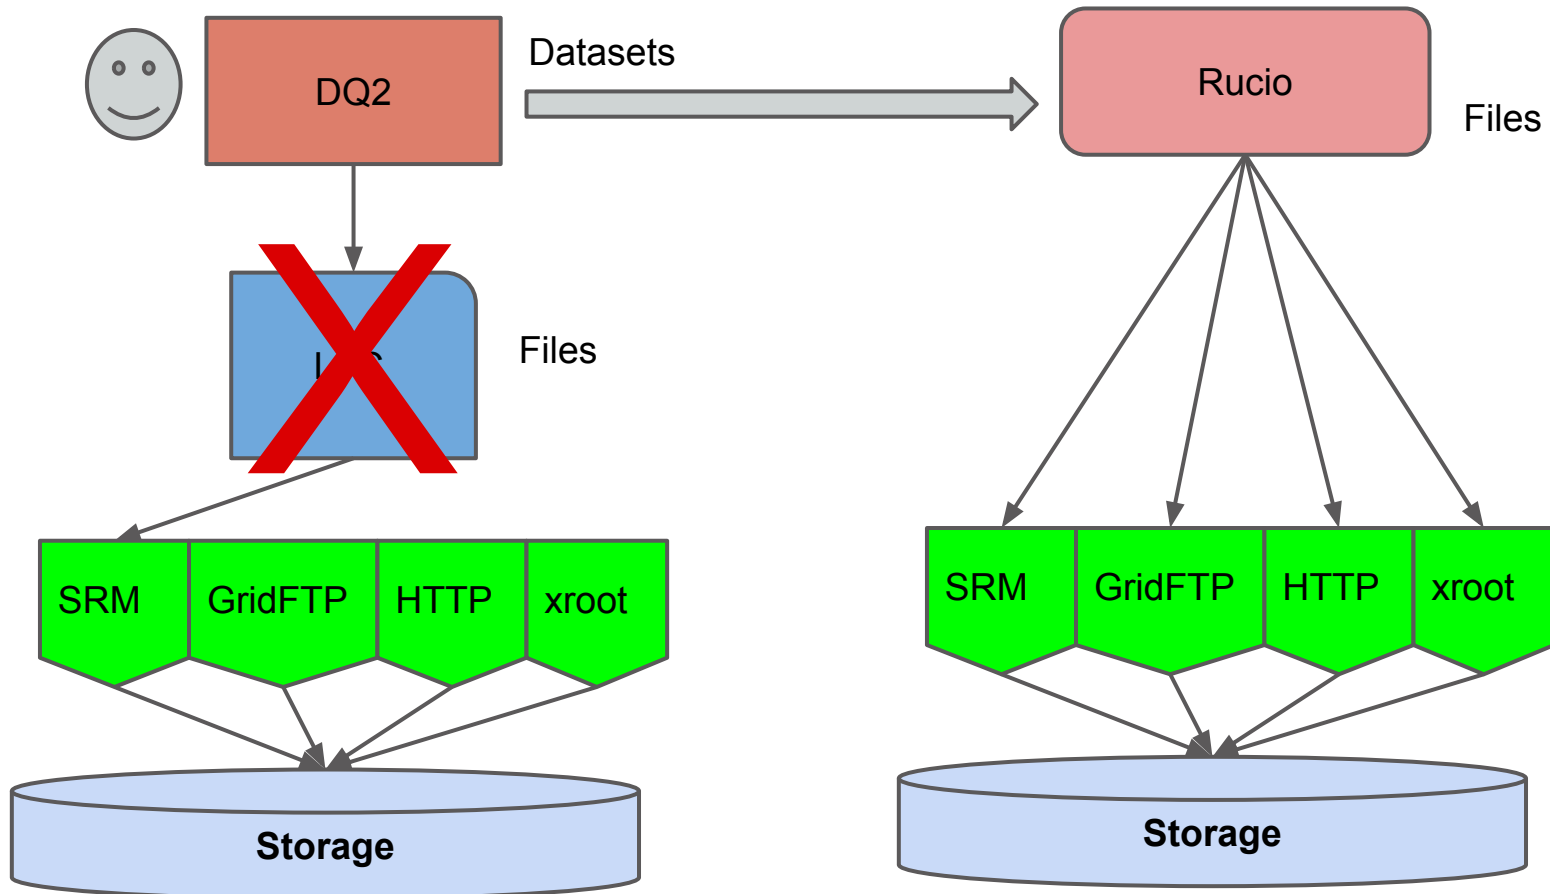 DQ2
Datasets
Rucio
Files
Files
SRM
GridFTP
HTTP
xroot
SRM
GridFTP
HTTP
xroot
Storage
Storage